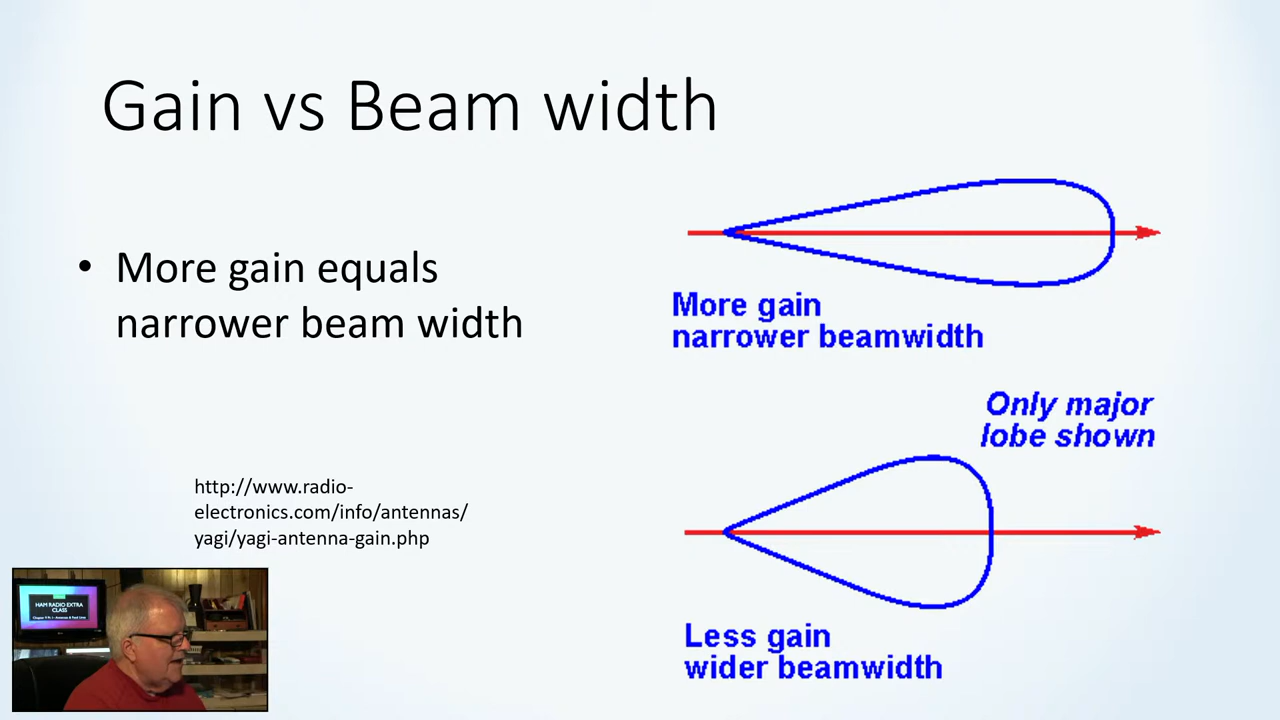 Gain vs Beam width
• More gain equals
narrower beam width
More gain
narrower beamwidth
Only major
lobe shown
http://www.radio-
electronics.com/info/antennas/
yagi/yagi-antenna-gain.php
Less gain
wider beamwidth
HAM RADIO EXTRA
CLASS